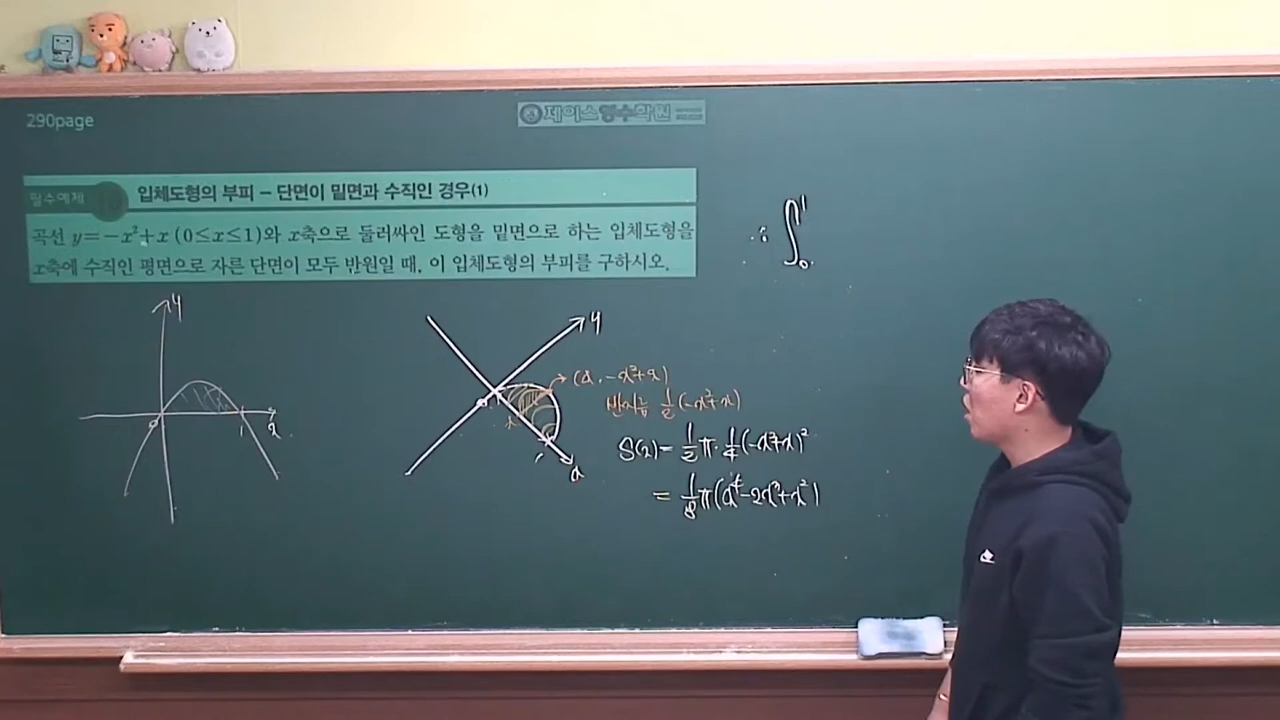 290page
제이스영수학원
필수예제
입체도형의 부피 - 단면이 밑면과 수직인 경우(1)
곡선 y=-x²+x (0≤x≤1)와 x축으로 둘러싸인 도형을 밑면으로 하는 입체도형을
x축에 수직인 평면으로 자른 단면이 모두 반원일 때, 이 입체도형의 부피를 구하시오.
∴ ∫₀¹
y
0
1
x
y
0
x
1
x
(x, -x²+x)
반지름 ½(-x²+x)
S(x)=½π·¼(-x²+x)²
=⅛π(x⁴-2x³+x²)